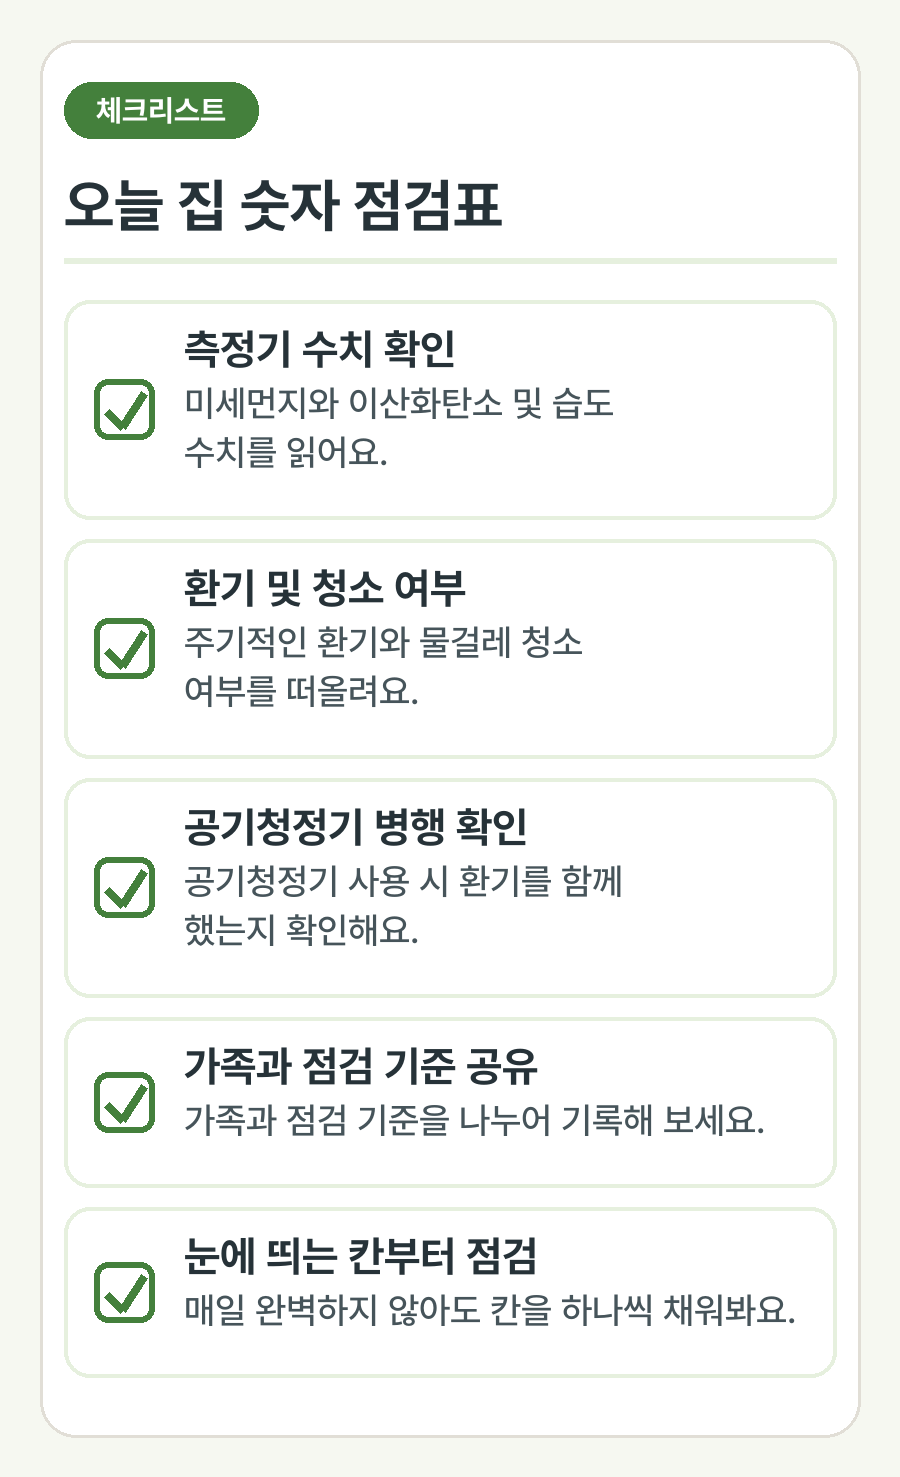 체크리스트
오늘 집 숫자 점검표
측정기 수치 확인
미세먼지와 이산화탄소 및 습도
수치를 읽어요.
환기 및 청소 여부
주기적인 환기와 물걸레 청소
여부를 떠올려요.
공기청정기 병행 확인
공기청정기 사용 시 환기를 함께
했는지 확인해요.
가족과 점검 기준 공유
가족과 점검 기준을 나누어 기록해 보세요.
눈에 띄는 칸부터 점검
매일 완벽하지 않아도 칸을 하나씩 채워봐요.